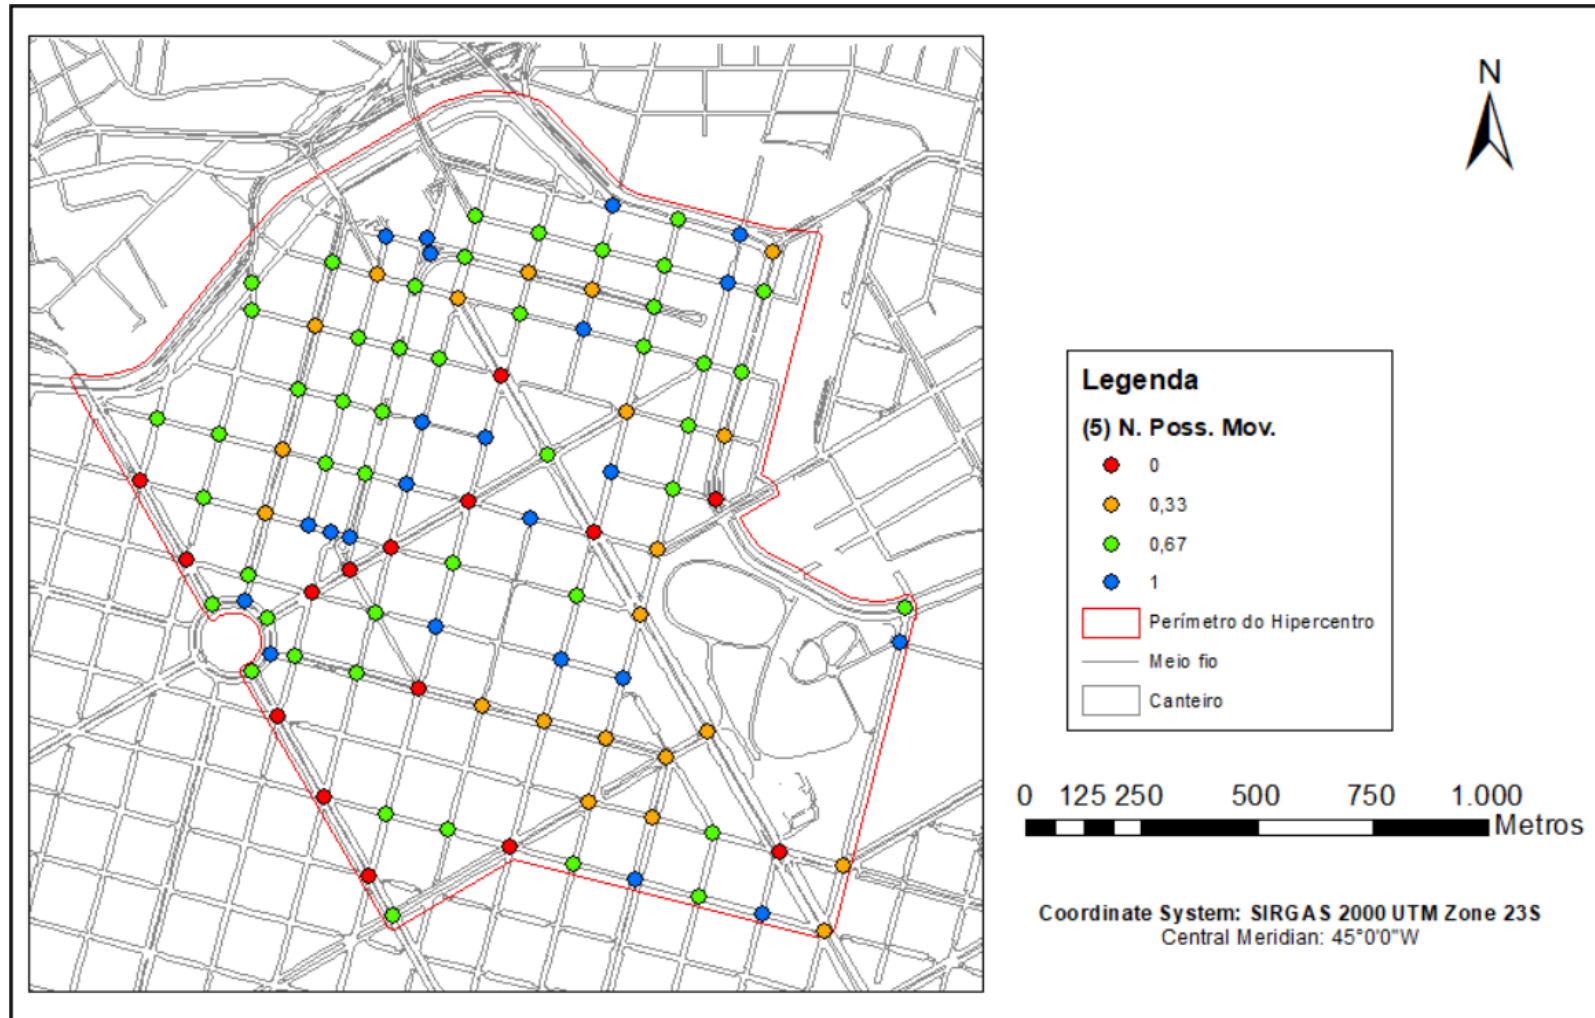 N
Legenda
(5) N. Poss. Mov.
0
0,33
0,67
1
Perímetro do Hipercentro
Meio fio
Canteiro
0 125 250 500 750 1.000
Metros
Coordinate System: SIRGAS 2000 UTM Zone 23S
Central Meridian: 45°0'0"W